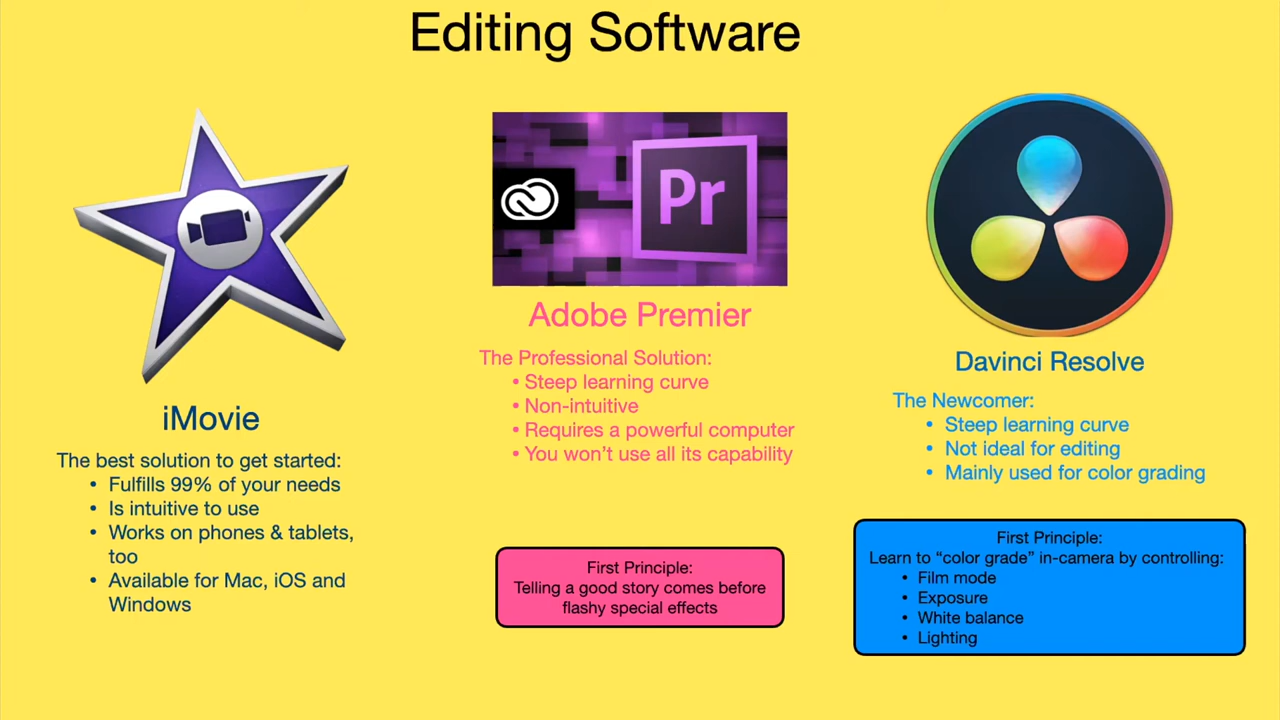 Editing Software
iMovie
The best solution to get started:
• Fulfills 99% of your needs
• Is intuitive to use
• Works on phones & tablets,
too
• Available for Mac, iOS and
Windows
Pr
Adobe Premier
The Professional Solution:
• Steep learning curve
• Non-intuitive
• Requires a powerful computer
• You won’t use all its capability
First Principle:
Telling a good story comes before
flashy special effects
Davinci Resolve
The Newcomer:
• Steep learning curve
• Not ideal for editing
• Mainly used for color grading
First Principle:
Learn to “color grade” in-camera by controlling:
• Film mode
• Exposure
• White balance
• Lighting